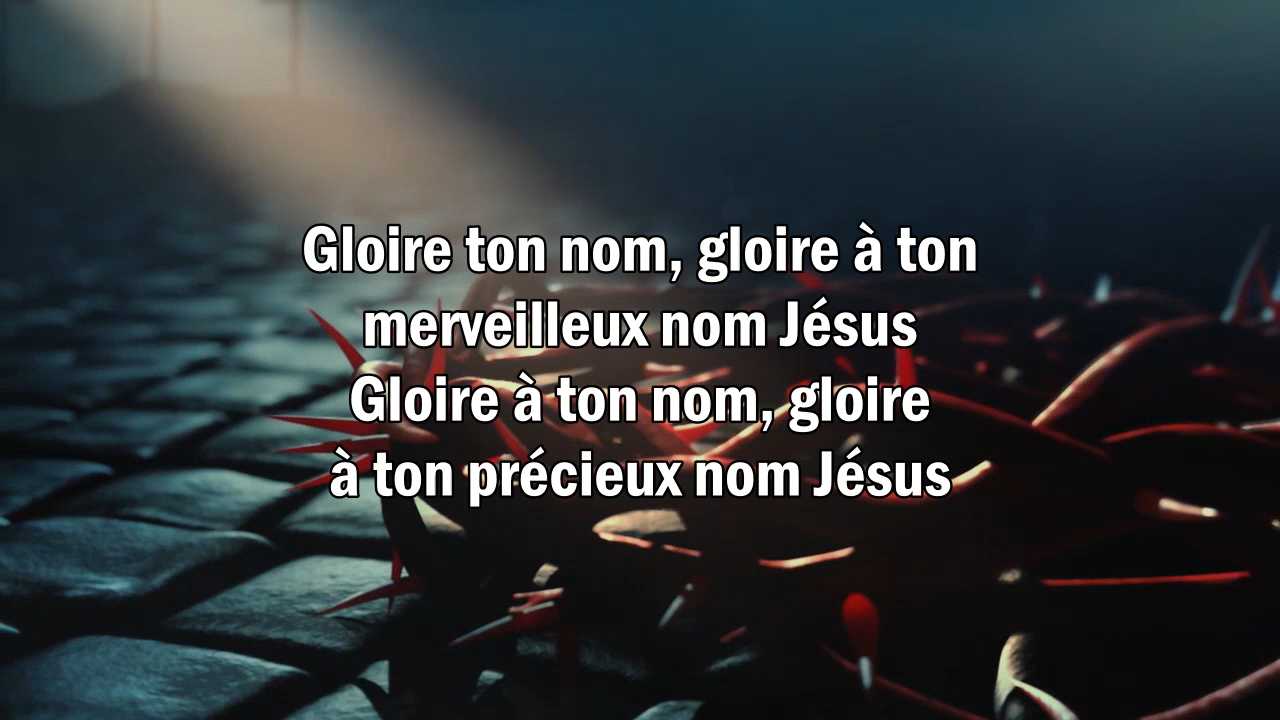 Gloire ton nom, gloire à ton
merveilleux nom Jésus
Gloire à ton nom, gloire
à ton précieux nom Jésus